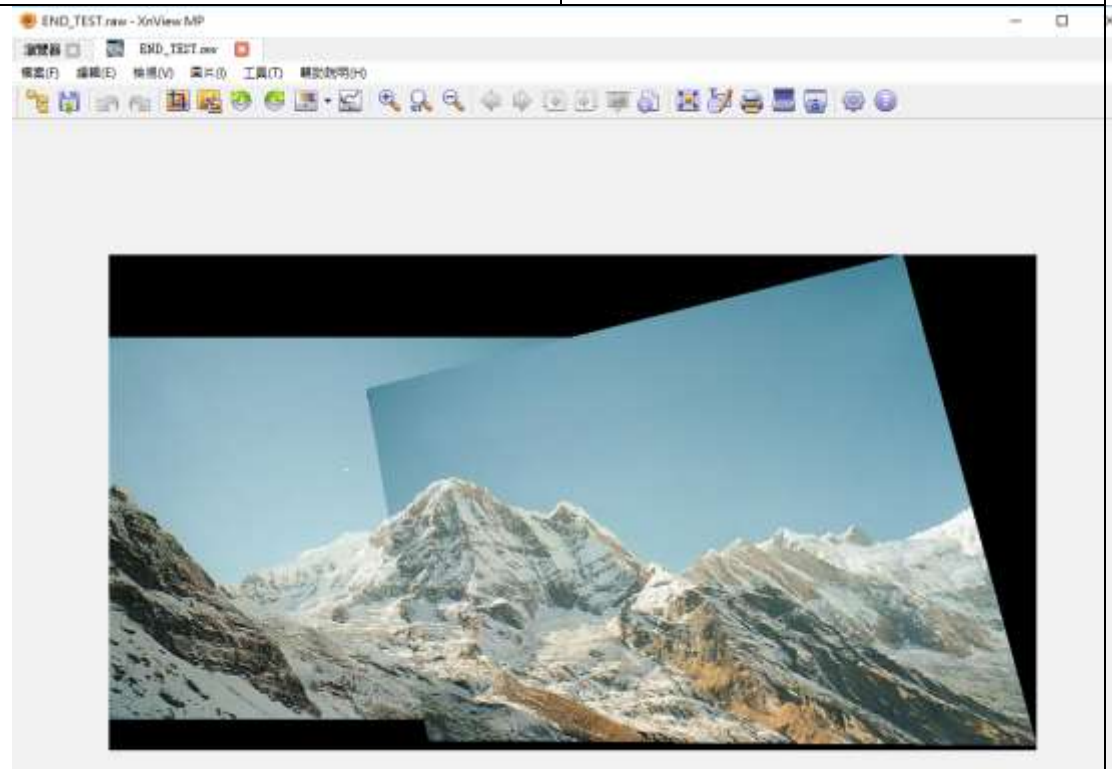 END_TEST.raw - XnView MP
瀏覽器 END_TEST.raw
檔案(F) 編輯(E) 檢視(V) 圖片(I) 工具(T) 輔助說明(H)